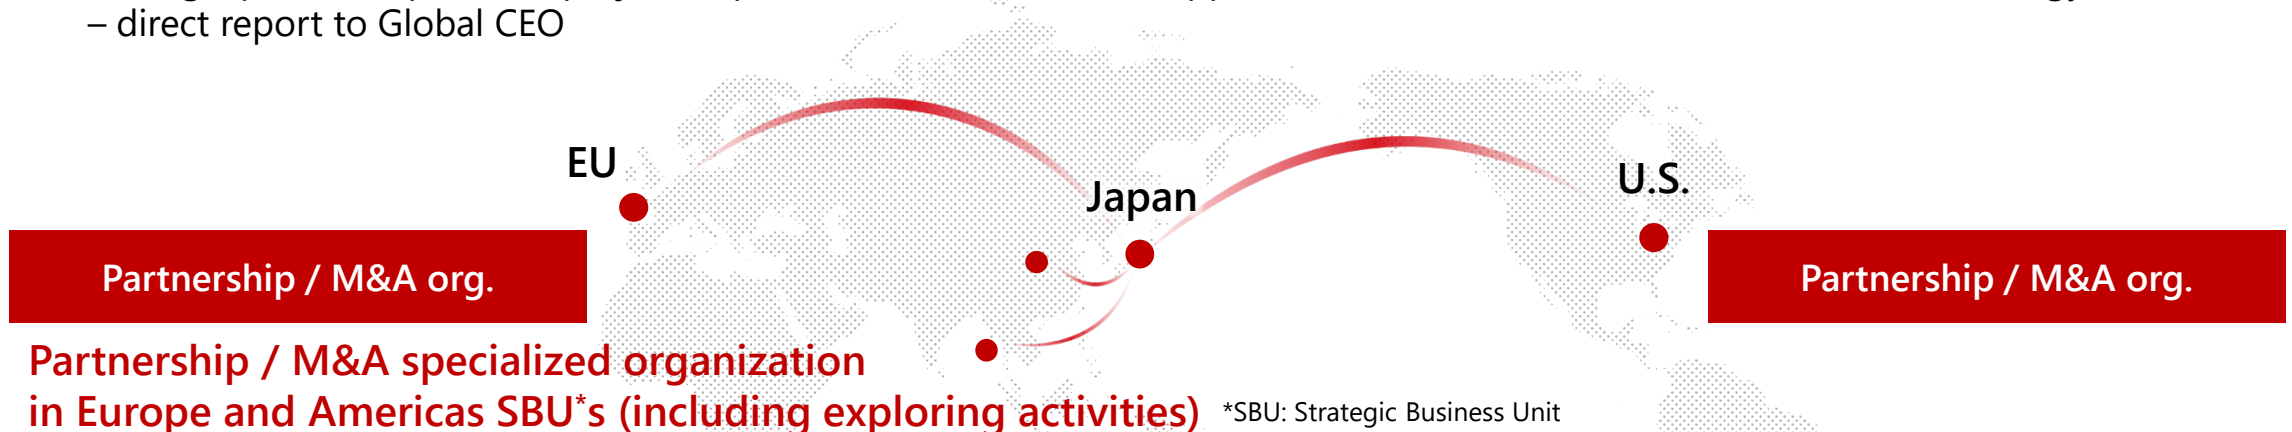 – direct report to Global CEO
EU
Japan
U.S.
Partnership / M&A org.
Partnership / M&A org.
Partnership / M&A specialized organization
in Europe and Americas SBU*s (including exploring activities) *SBU: Strategic Business Unit